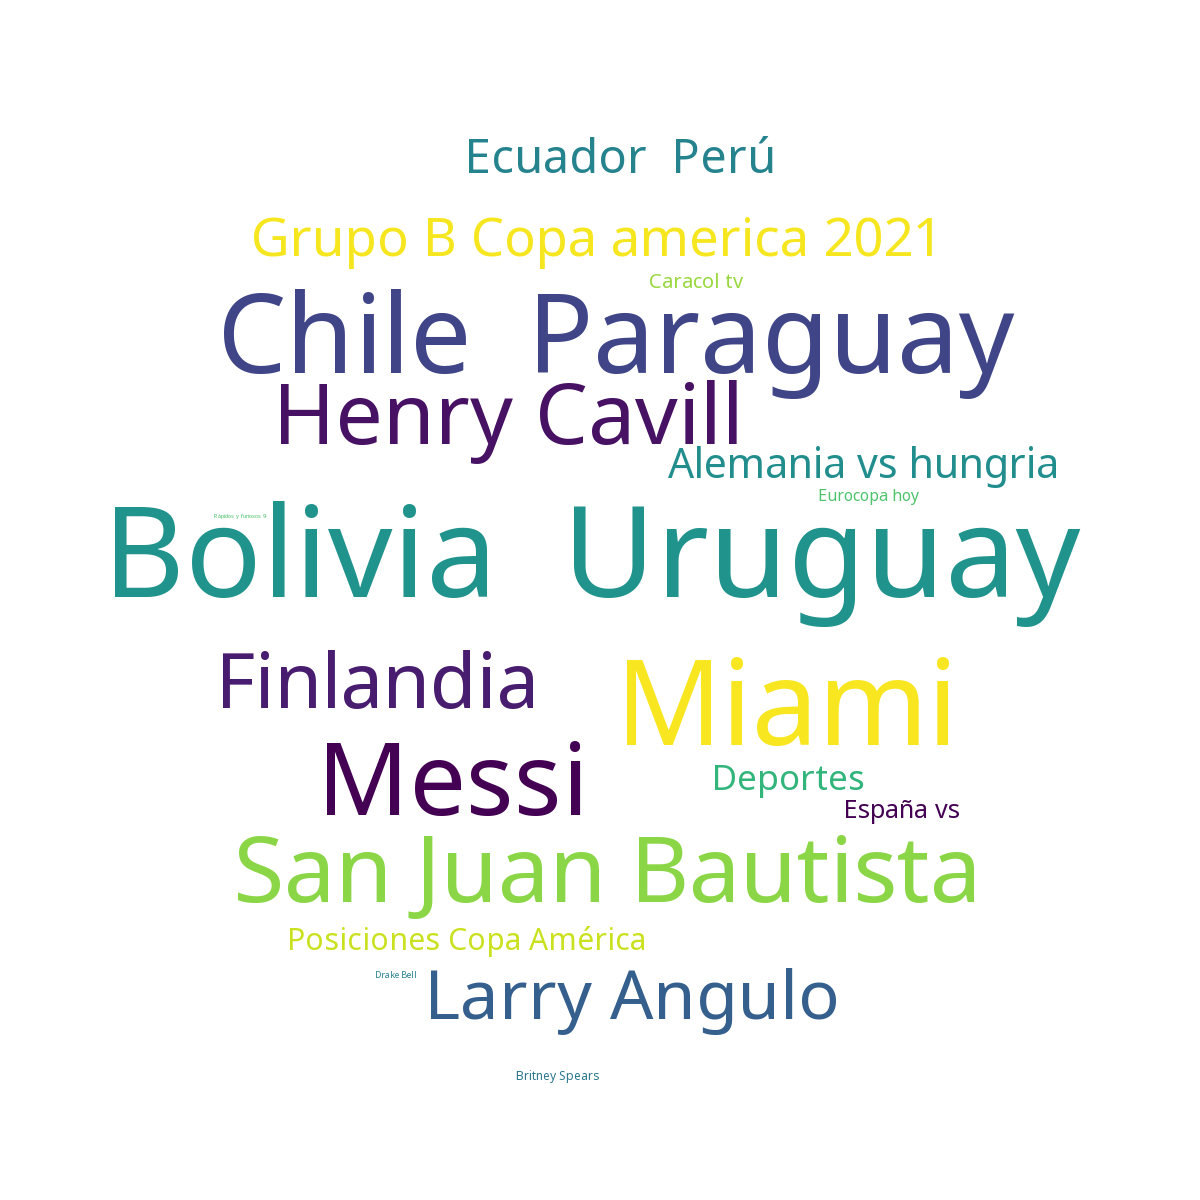 Ecuador  Perú
Grupo B Copa america 2021
Caracol tv
Chile  Paraguay
Henry Cavill
Alemania vs hungria
Eurocopa hoy
Rápidos y furiosos 9
Bolivia  Uruguay
Finlandia
Miami
Messi
Deportes
España vs
San Juan Bautista
Posiciones Copa América
Drake Bell
Larry Angulo
Britney Spears